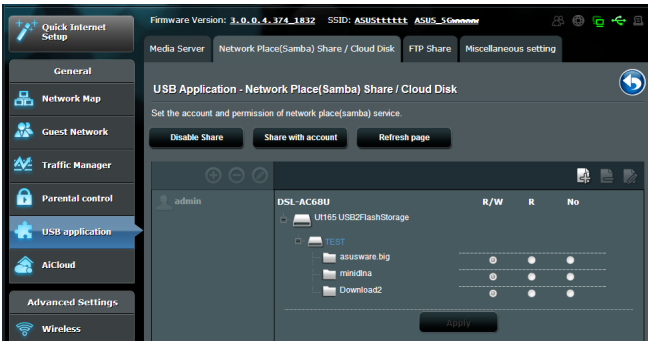 Quick Internet
Setup
Firmware Version: 3.0.0.4.374_1832 SSID: ASUSttttt ASUS_5G
Media Server
Network Place(Samba) Share / Cloud Disk
FTP Share
Miscellaneous setting
General
Network Map
Guest Network
Traffic Manager
Parental control
USB application
AiCloud
Advanced Settings
Wireless
USB Application - Network Place(Samba) Share / Cloud Disk
Set the account and permission of network place(samba) service.
Disable Share
Share with account
Refresh page
admin
DSL-AC68U R/W R No
Ut165 USB2FlashStorage
TEST
asusware.big
minidlna
Download2
Apply